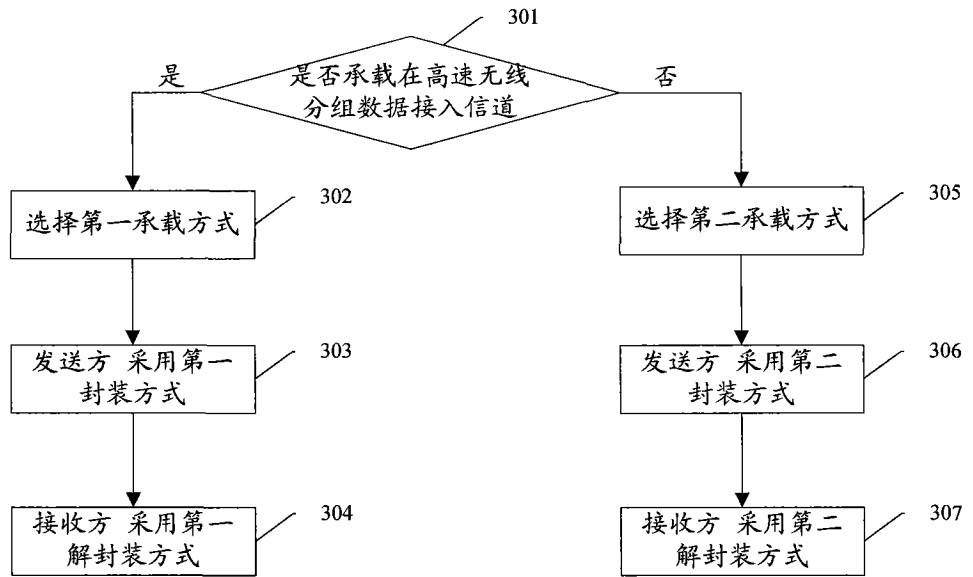 301
是
是否承载在高速无线
分组数据接入信道
否
302
选择第一承载方式
305
选择第二承载方式
303
发送方 采用第一
封装方式
306
发送方 采用第二
封装方式
304
接收方 采用第一
解封装方式
307
接收方 采用第二
解封装方式